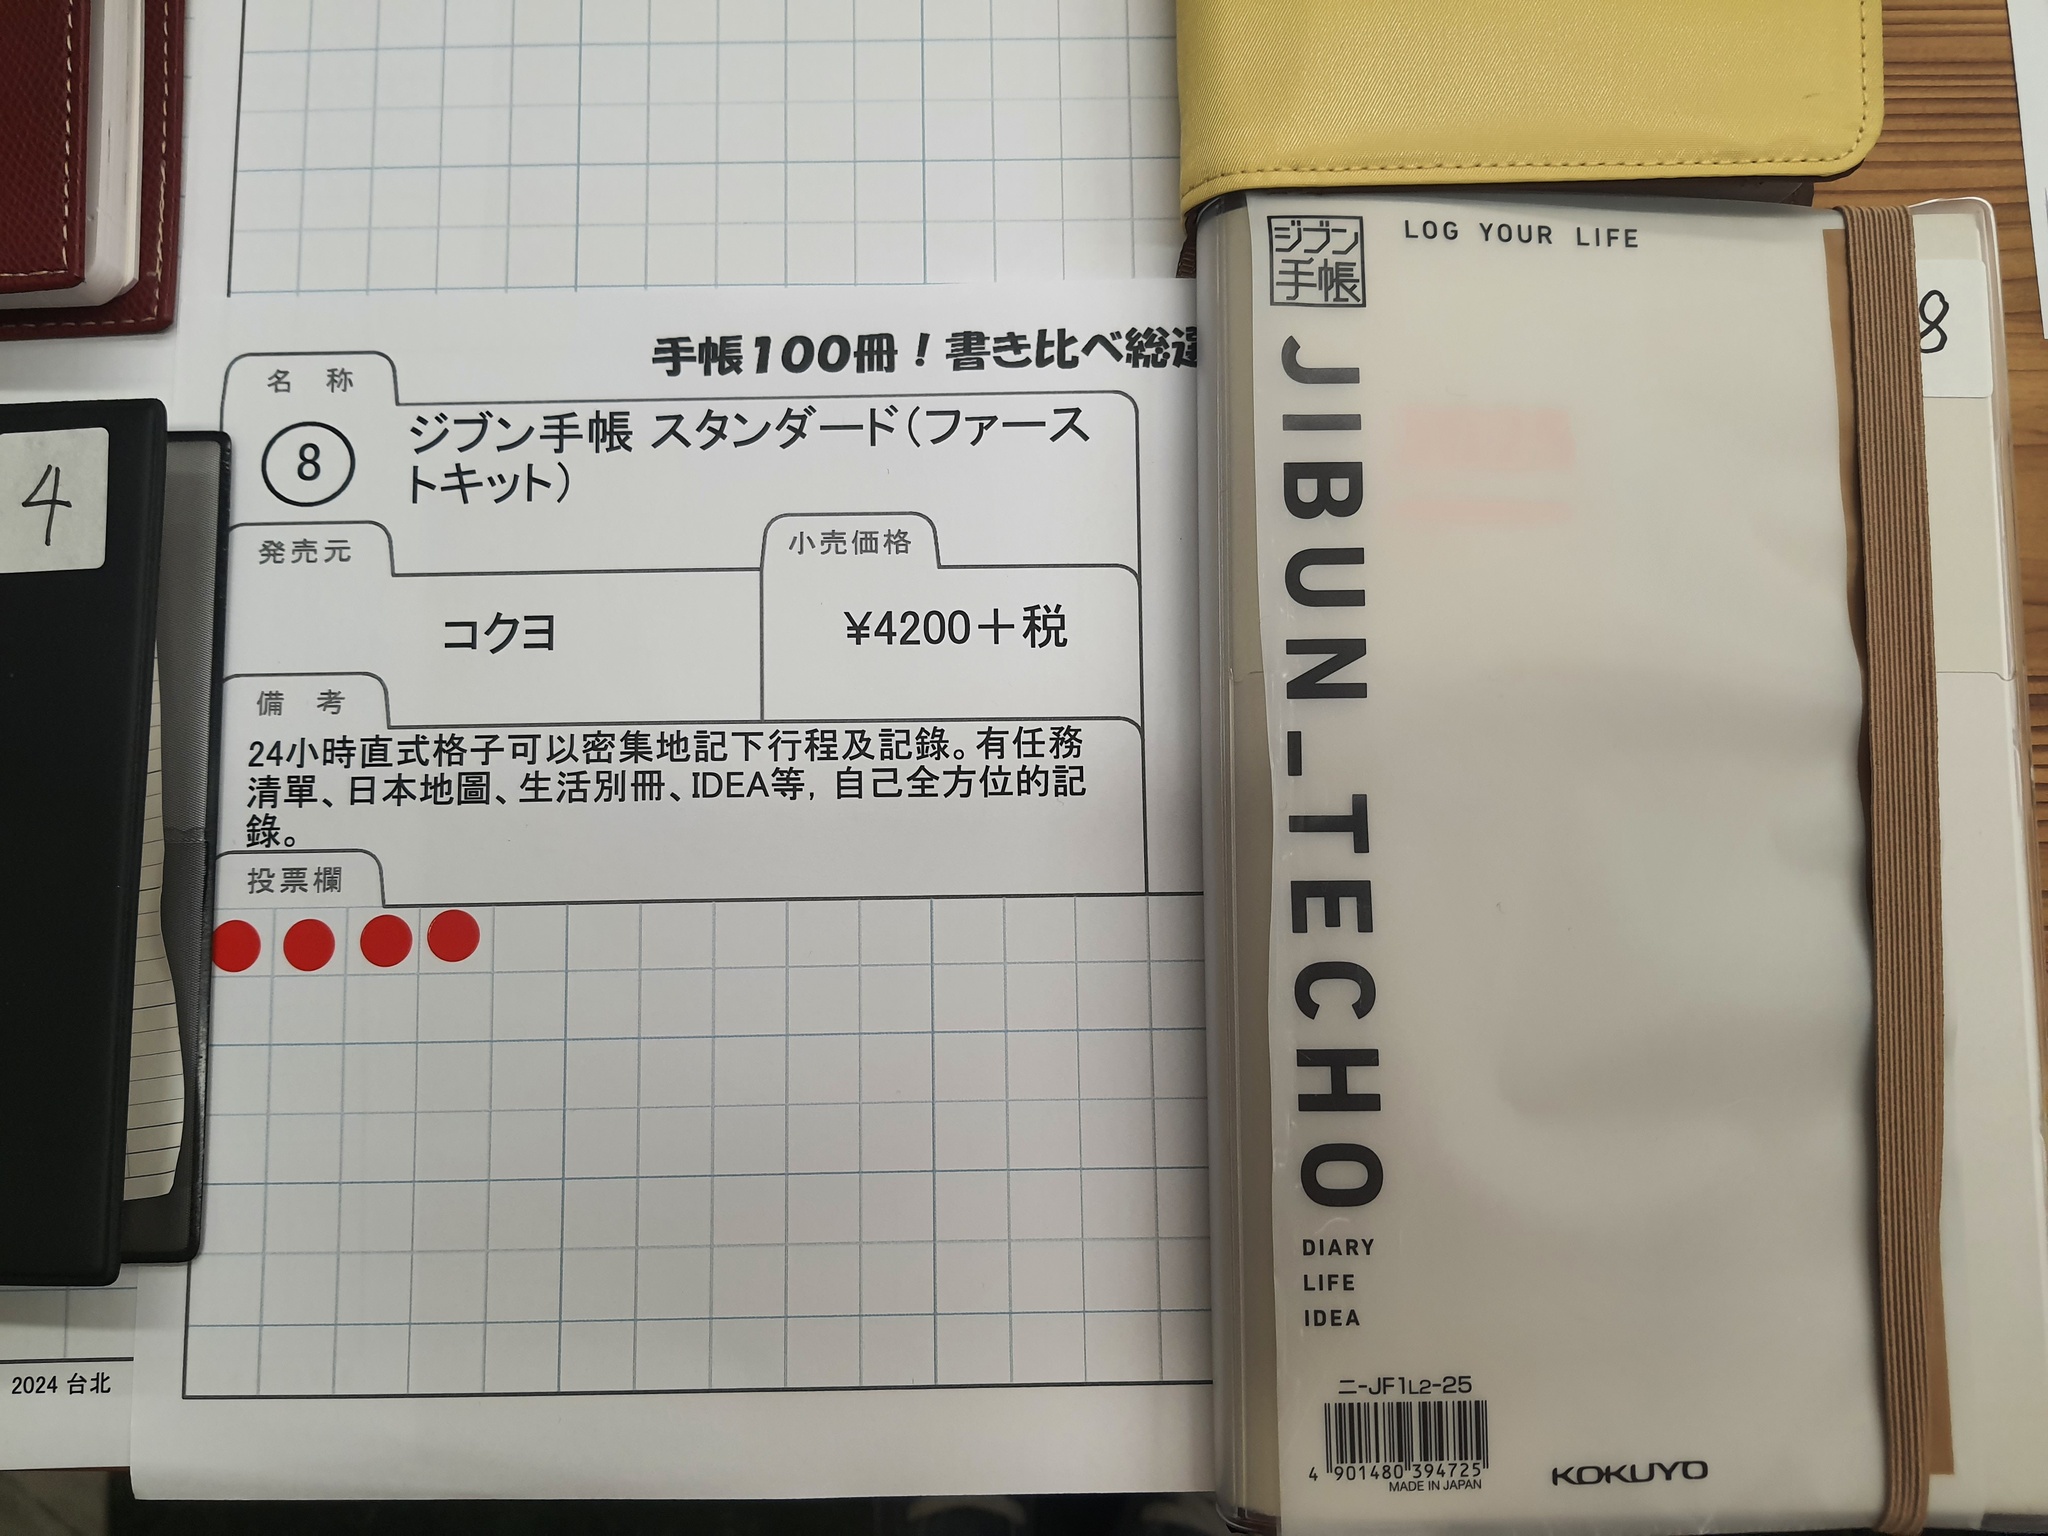 手帳100冊!書き比べ総選
名 称
8
ジブン手帳 スタンダード(ファース
トキット)
発売元
コクヨ
小売価格
¥4200+税
備 考
24小時直式格子可以密集地記下行程及記錄。有任務
清單、日本地圖、生活別冊、IDEA等, 自己全方位的記
錄。
投票欄
4
2024 台北
ジブン
手帳
LOG YOUR LIFE
JIBUN_TECHO
DIARY
LIFE
IDEA
ニ-JF1L2-25
4 901480 394725
MADE IN JAPAN
KOKUYO
8